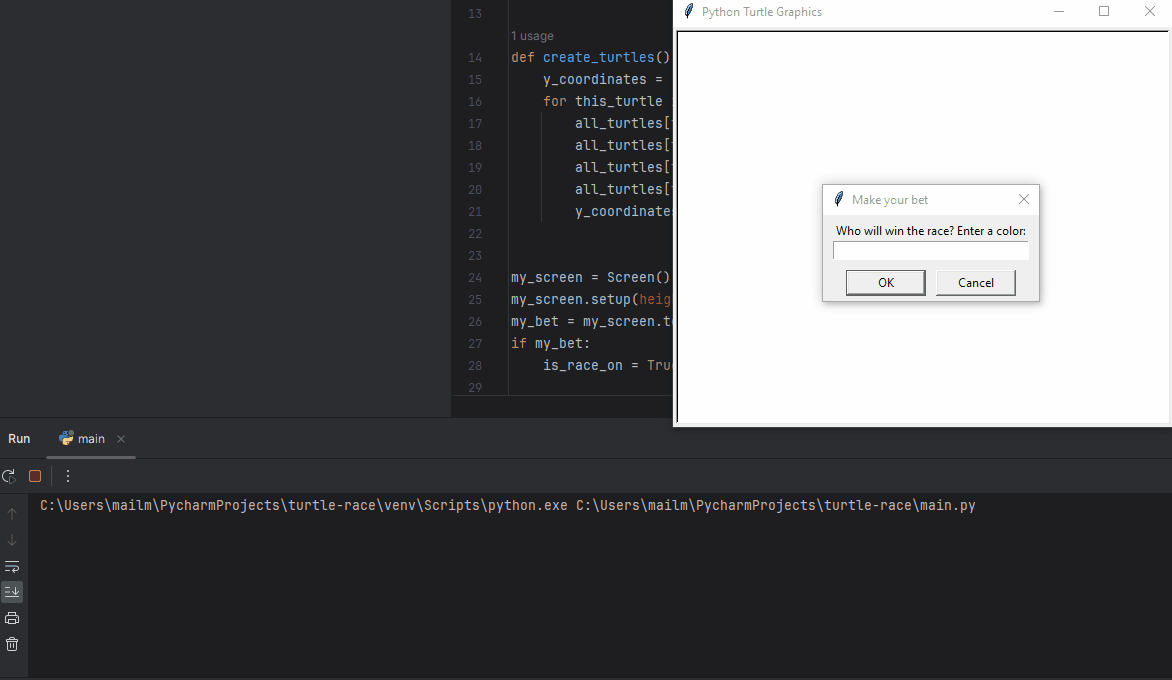 13
1 usage
14 def create_turtles()
15 y_coordinates =
16 for this_turtle
17 all_turtles[
18 all_turtles[
19 all_turtles[
20 all_turtles[
21 y_coordinates
22
23
24 my_screen = Screen()
25 my_screen.setup(heig
26 my_bet = my_screen.t
27 if my_bet:
28 is_race_on = Tru
29
Python Turtle Graphics
Make your bet
Who will win the race? Enter a color:
OK Cancel
Run main
C:\Users\mailm\PycharmProjects\turtle-race\venv\Scripts\python.exe C:\Users\mailm\PycharmProjects\turtle-race\main.py